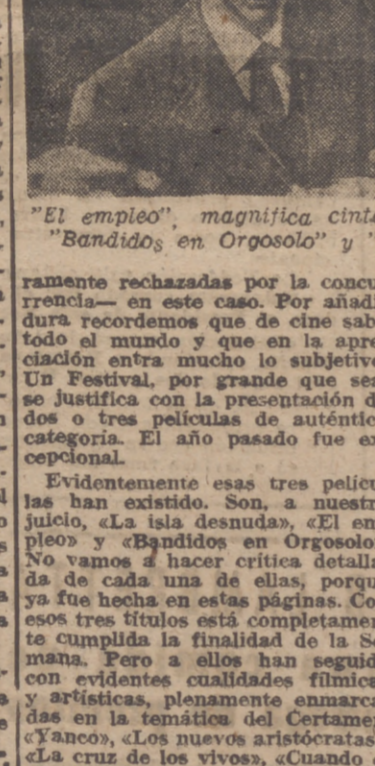 "El empleo", magnífica cint
"Bandidos en Orgosolo" y "
ramente rechazadas por la concu
rrencia— en este caso. Por añadi
dura recordemos que de cine sab
todo el mundo y que en la apre
ciación entra mucho lo subjetivo
Un Festival, por grande que sea
se justifica con la presentación d
dos o tres películas de auténtic
categoría. El año pasado fue ex
cepcional.
Evidentemente esas tres pelícu
las han existido. Son, a nuestr
juicio, «La isla desnuda», «El em
pleo» y «Bandidos en Orgosolo
No vamos a hacer crítica detalla
da de cada una de ellas, porqu
ya fue hecha en estas páginas. Co
esos tres títulos está completamen
te cumplida la finalidad de la Se
mana. Pero a ellos han seguid
con evidentes cualidades fílmica
y artísticas, plenamente enmarca
das en la temática del Certame
«Yanco», «Los nuevos aristócratas
«La cruz de los vivos», «Cuando